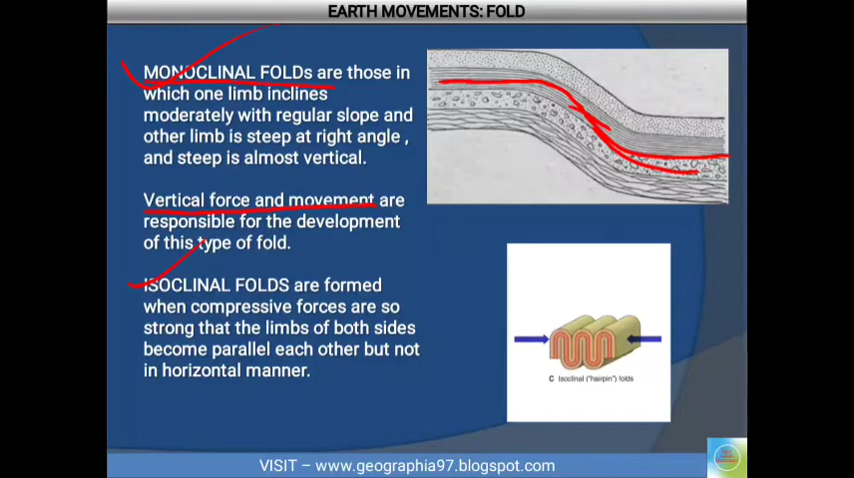 EARTH MOVEMENTS: FOLD
MONOCLINAL FOLDs are those in
which one limb inclines
moderately with regular slope and
other limb is steep at right angle ,
and steep is almost vertical.
Vertical force and movement are
responsible for the development
of this type of fold.
ISOCLINAL FOLDS are formed
when compressive forces are so
strong that the limbs of both sides
become parallel each other but not
in horizontal manner.
C Isoclinal ("hairpin") folds
VISIT – www.geographia97.blogspot.com